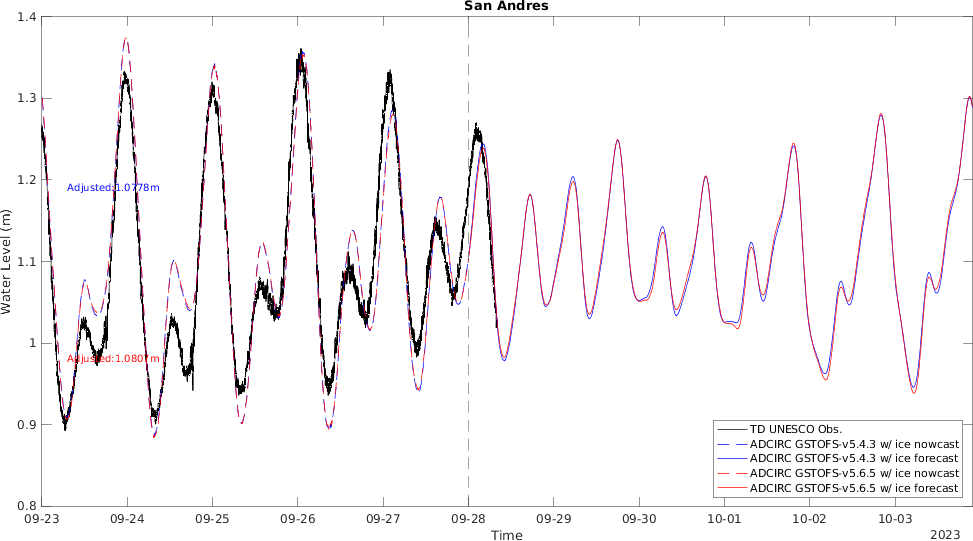 San Andres
1.4
1.3
1.2
1.1
1
0.9
0.8
Water Level (m)
Adjusted:1.0778m
Adjusted:1.0807m
TD UNESCO Obs.
ADCIRC GSTOFS-v5.4.3 w/ ice nowcast
ADCIRC GSTOFS-v5.4.3 w/ ice forecast
ADCIRC GSTOFS-v5.6.5 w/ ice nowcast
ADCIRC GSTOFS-v5.6.5 w/ ice forecast
09-23 09-24 09-25 09-26 09-27 09-28 09-29 09-30 10-01 10-02 10-03
Time
2023